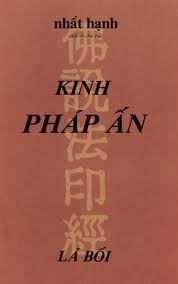 nhất hạnh
KINH
PHÁP ẤN
佛說法印經
LÁ BỐI